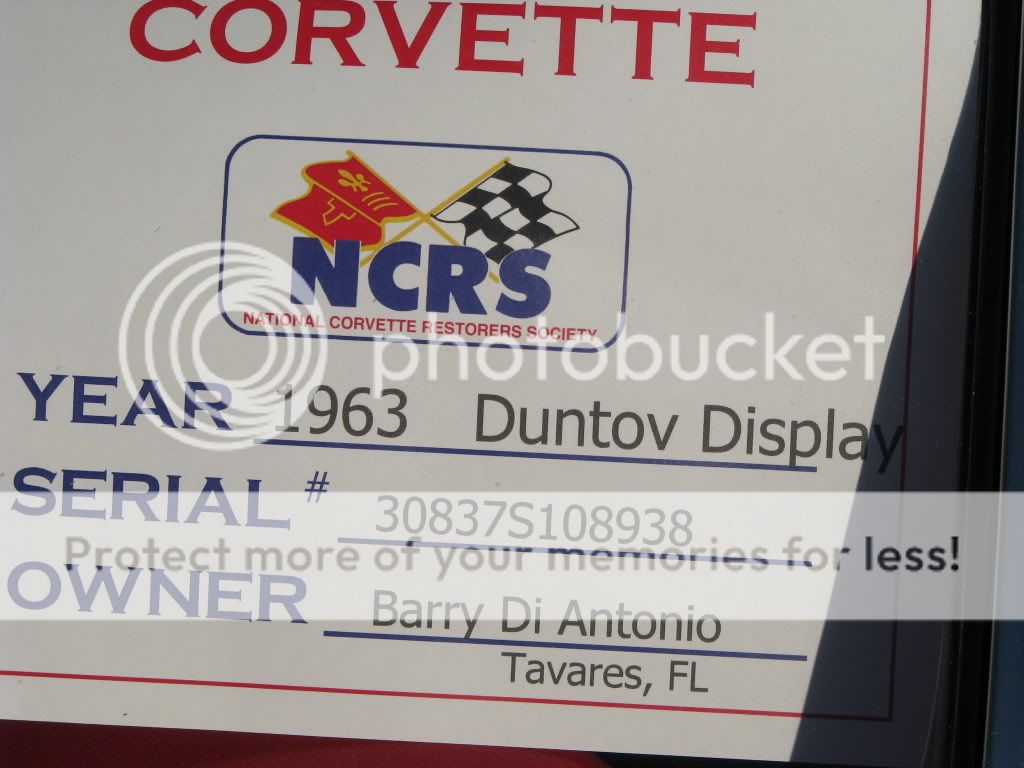 CORVETTE
NCRS
NATIONAL CORVETTE RESTORERS SOCIETY
photobucket
YEAR 1963 Duntov Display
SERIAL # 30837S108938
Protect more of your memories for less!
OWNER Barry Di Antonio
Tavares, FL